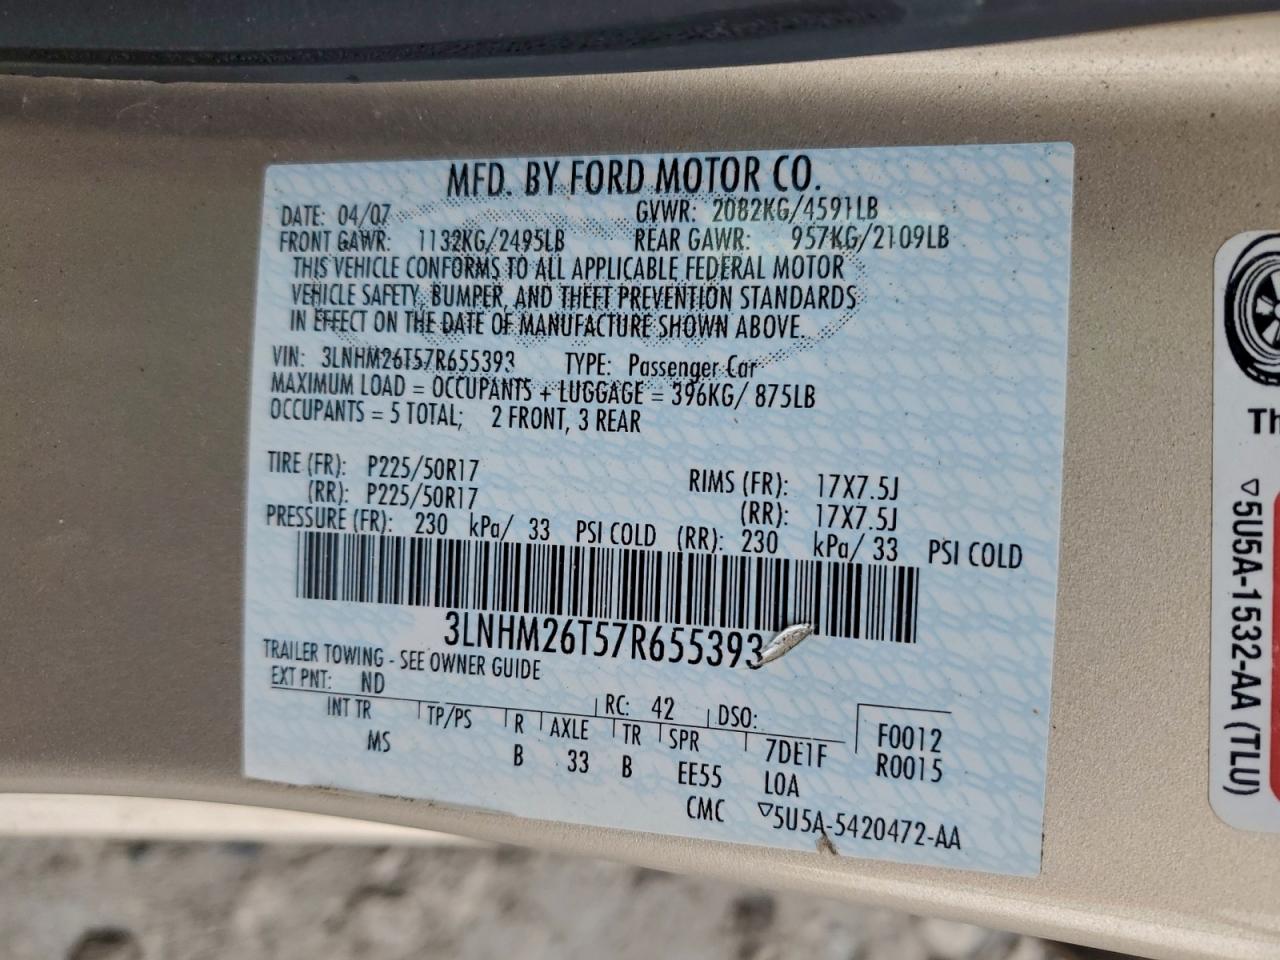 MFD. BY FORD MOTOR CO.
DATE: 04/07 GVWR: 2082KG/4591LB
FRONT GAWR: 1132KG/2495LB REAR GAWR: 957KG/2109LB
THIS VEHICLE CONFORMS TO ALL APPLICABLE FEDERAL MOTOR
VEHICLE SAFETY, BUMPER, AND THEFT PREVENTION STANDARDS
IN EFFECT ON THE DATE OF MANUFACTURE SHOWN ABOVE.
VIN: 3LNHM26T57R655393 TYPE: Passenger Car
MAXIMUM LOAD = OCCUPANTS + LUGGAGE = 396KG/ 875LB
OCCUPANTS = 5 TOTAL; 2 FRONT, 3 REAR
TIRE (FR): P225/50R17 RIMS (FR): 17X7.5J
(RR): P225/50R17 (RR): 17X7.5J
PRESSURE (FR): 230 kPa/ 33 PSI COLD (RR): 230 kPa/ 33 PSI COLD
3LNHM26T57R655393
TRAILER TOWING - SEE OWNER GUIDE
EXT PNT: ND RC: 42 DSO:
INT TR TP/PS R AXLE TR SPR 7DE1F F0012
MS B 33 B EE55 L0A R0015
CMC ▽5U5A-5420472-AA
Th
▽5U5A-1532-AA (TLU)